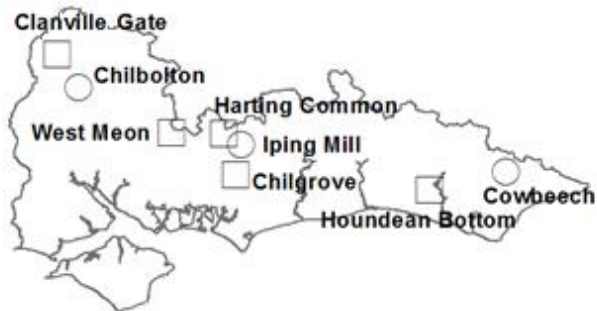 Clanville Gate
Chilbolton
Harting Common
West Meon
Iping Mill
Chilgrove
Cowbeech
Houndean Bottom